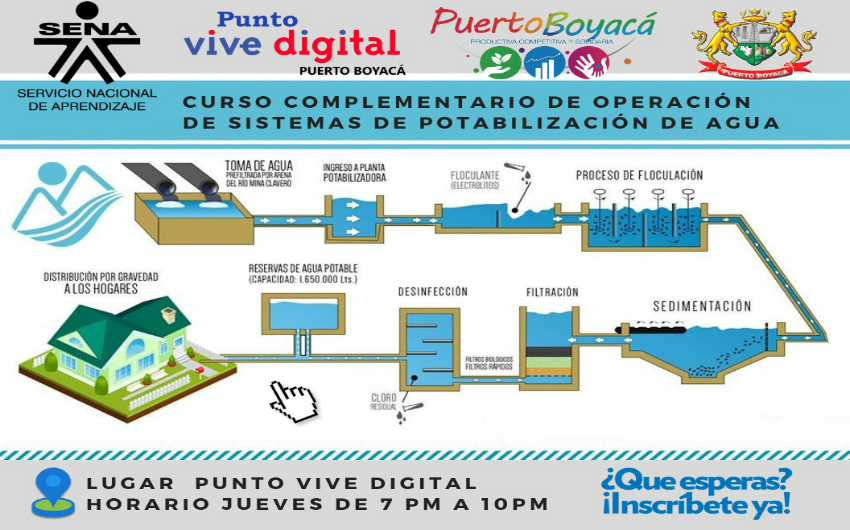 SENA
SERVICIO NACIONAL
DE APRENDIZAJE
Punto
vive digital
PUERTO BOYACÁ
PuertoBoyacá
PRODUCTIVA, COMPETITIVA Y SOLIDARIA
PUERTO BOYACÁ
CURSO COMPLEMENTARIO DE OPERACIÓN
DE SISTEMAS DE POTABILIZACIÓN DE AGUA
TOMA DE AGUA
PREFILTRADA POR ARENA
DEL RÍO MINA CLAVERO
INGRESO A PLANTA
POTABILIZADORA
FLOCULANTE
(ELECTROLITOS)
PROCESO DE FLOCULACIÓN
DISTRIBUCIÓN POR GRAVEDAD
A LOS HOGARES
RESERVAS DE AGUA POTABLE
(CAPACIDAD: 1.650.000 Lts.)
DESINFECCIÓN
FILTRACIÓN
SEDIMENTACIÓN
FILTROS BIOLÓGICOS
FILTROS RÁPIDOS
CLORO
RESIDUAL
LUGAR PUNTO VIVE DIGITAL
HORARIO JUEVES DE 7 PM A 10PM
¿Que esperas?
¡Inscríbete ya!